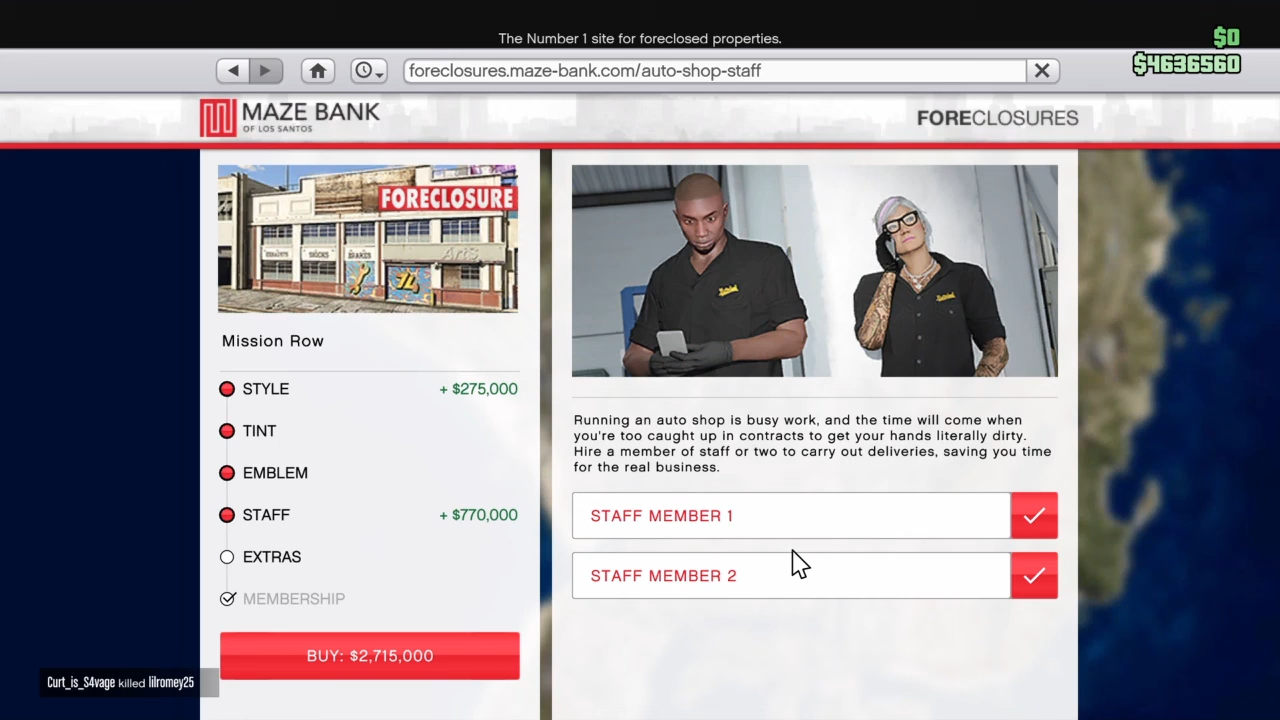 The Number 1 site for foreclosed properties.
$0
$4636560
foreclosures.maze-bank.com/auto-shop-staff
MAZE BANK
OF LOS SANTOS
FORECLOSURES
FORECLOSURE
Arts
Mission Row
STYLE + $275,000
TINT
EMBLEM
STAFF + $770,000
EXTRAS
MEMBERSHIP
BUY: $2,715,000
Running an auto shop is busy work, and the time will come when
you're too caught up in contracts to get your hands literally dirty.
Hire a member of staff or two to carry out deliveries, saving you time
for the real business.
STAFF MEMBER 1
STAFF MEMBER 2
Curt_is_S4vage killed lilromey25